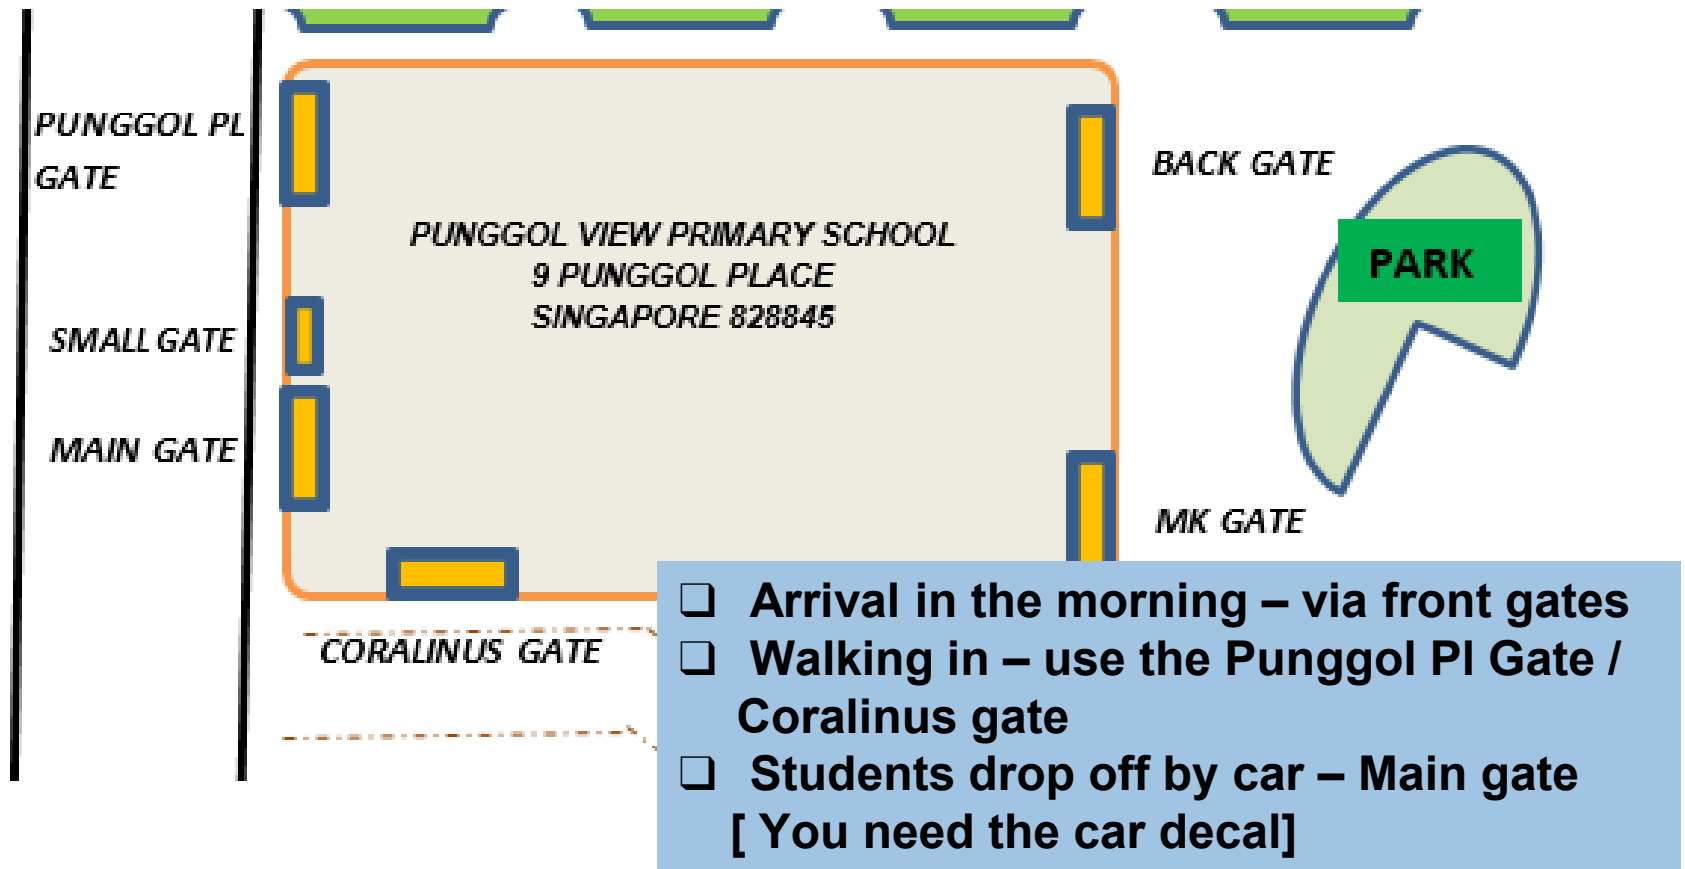 PUNGGOL PL
GATE
BACK GATE
PUNGGOL VIEW PRIMARY SCHOOL
9 PUNGGOL PLACE
SINGAPORE 828845
PARK
SMALL GATE
MAIN GATE
MK GATE
CORALINUS GATE
❑ Arrival in the morning – via front gates
❑ Walking in – use the Punggol Pl Gate /
Coralinus gate
❑ Students drop off by car – Main gate
[ You need the car decal]